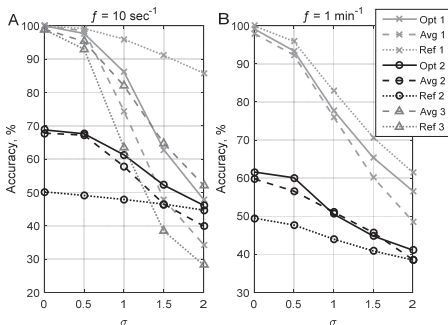 A
f = 10 sec⁻¹
Accuracy, %
100
90
80
70
60
50
40
30
20
0
0.5
1
1.5
2
σ
B
f = 1 min⁻¹
Accuracy, %
100
90
80
70
60
50
40
30
0
0.5
1
1.5
2
σ
Opt 1
Avg 1
Ref 1
Opt 2
Avg 2
Ref 2
Avg 3
Ref 3